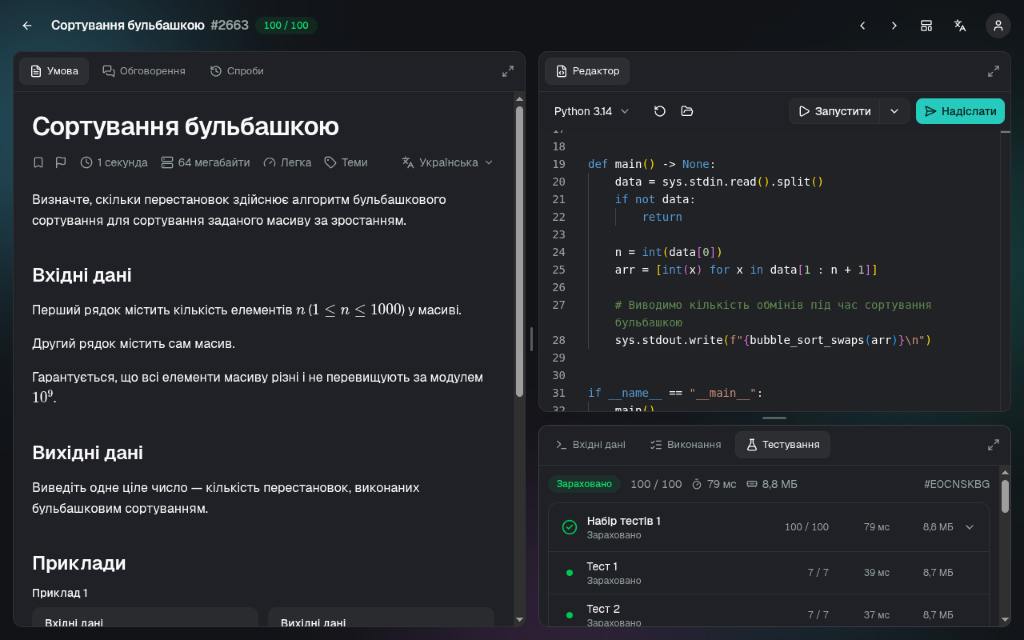 Сортування бульбашкою #2663 100 / 100
Умова Обговорення Спроби
Сортування бульбашкою
1 секунда 64 мегабайти Легка Теми Українська
Визначте, скільки перестановок здійснює алгоритм бульбашкового
сортування для сортування заданого масиву за зростанням.
Вхідні дані
Перший рядок містить кількість елементів n (1 ≤ n ≤ 1000) у масиві.
Другий рядок містить сам масив.
Гарантується, що всі елементи масиву різні і не перевищують за модулем
10⁹.
Вихідні дані
Виведіть одне ціле число — кількість перестановок, виконаних
бульбашковим сортуванням.
Приклади
Приклад 1
Вхідні дані Вихідні дані
Редактор
Python 3.14 Запустити Надіслати
17
18
19 def main() -> None:
20 data = sys.stdin.read().split()
21 if not data:
22 return
23
24 n = int(data[0])
25 arr = [int(x) for x in data[1 : n + 1]]
26
27 # Виводимо кількість обмінів під час сортування
бульбашкою
28 sys.stdout.write(f"{bubble_sort_swaps(arr)}\n")
29
30
31 if __name__ == "__main__":
32 main()
Вхідні дані Виконання Тестування
Зараховано 100 / 100 79 мс 8,8 МБ #E0CNSKBG
Набір тестів 1 100 / 100 79 мс 8,8 МБ
Зараховано
Тест 1 7 / 7 39 мс 8,7 МБ
Зараховано
Тест 2 7 / 7 37 мс 8,7 МБ
Зараховано